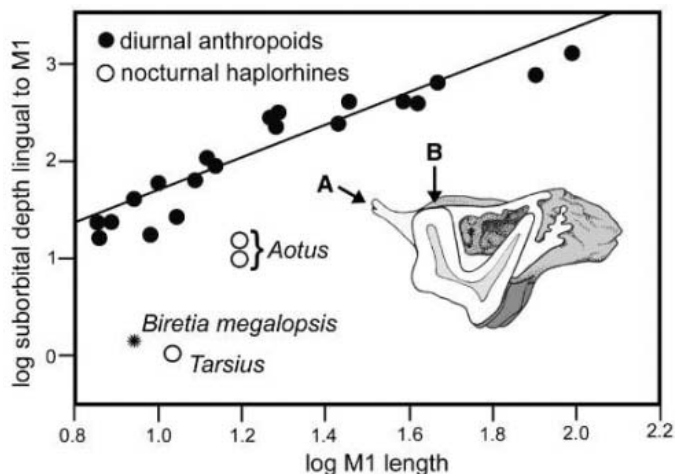 ● diurnal anthropoids
○ nocturnal haplorhines
log suborbital depth lingual to M1
3
2
1
0
A
B
} Aotus
Biretia megalopsis
*
Tarsius
0.8 1.0 1.2 1.4 1.6 1.8 2.0 2.2
log M1 length